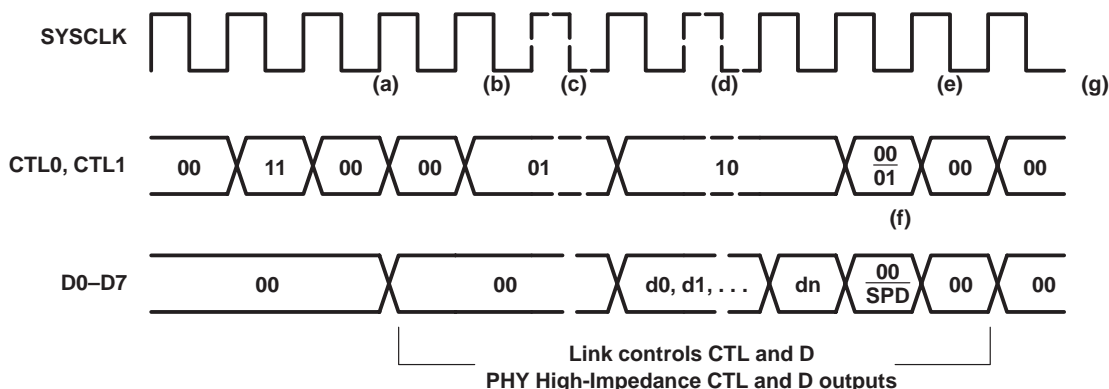 SYSCLK
(a) (b) (c) (d) (e) (g)
CTL0, CTL1 00 11 00 00 01 10 00 00 00
01
(f)
D0–D7 00 00 d0, d1, . . . dn 00 00 00
SPD
Link controls CTL and D
PHY High-Impedance CTL and D outputs